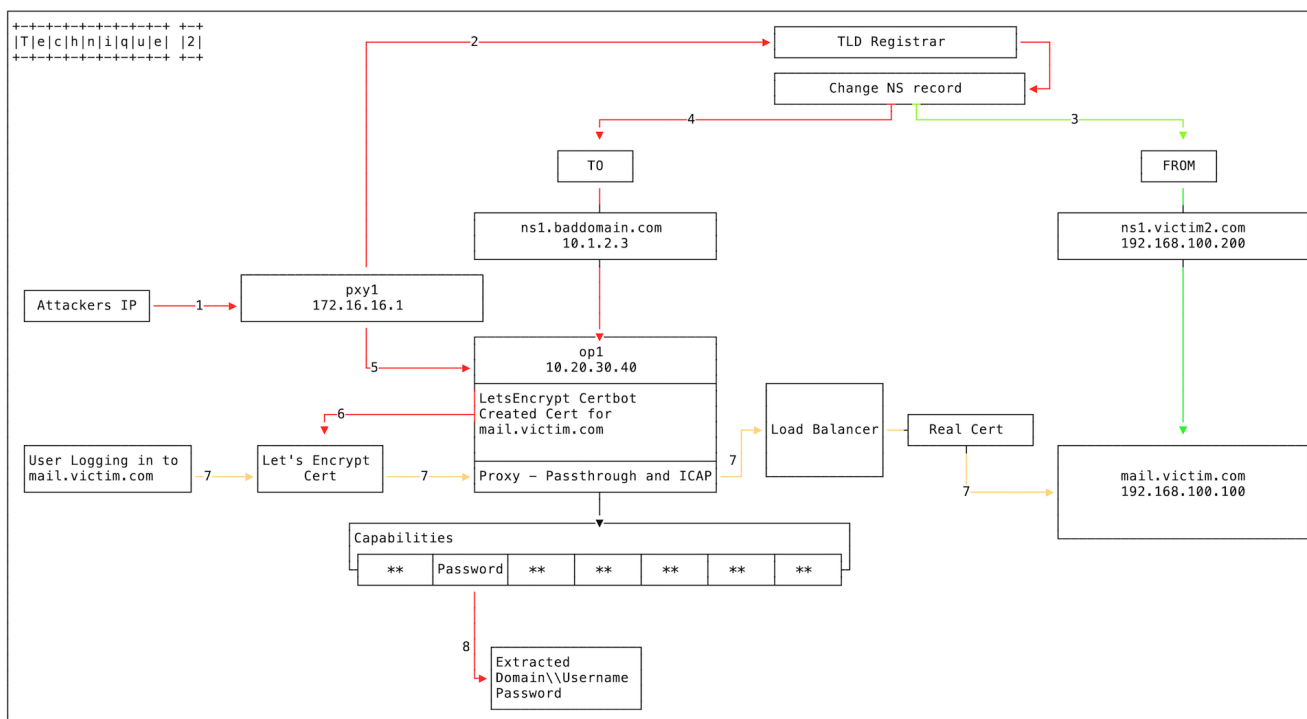 +-+-+-+-+-+-+-+-+-+ +-+
|T|e|c|h|n|i|q|u|e| |2|
+-+-+-+-+-+-+-+-+-+ +-+
2
TLD Registrar
Change NS record
4
3
TO
FROM
ns1.baddomain.com
10.1.2.3
ns1.victim2.com
192.168.100.200
Attackers IP
1
pxy1
172.16.16.1
5
op1
10.20.30.40
LetsEncrypt Certbot
Created Cert for
mail.victim.com
6
Load Balancer
Real Cert
User Logging in to
mail.victim.com
7
Let's Encrypt
Cert
7
Proxy – Passthrough and ICAP
7
7
mail.victim.com
192.168.100.100
Capabilities
**
Password
**
**
**
**
**
8
Extracted
Domain\\Username
Password